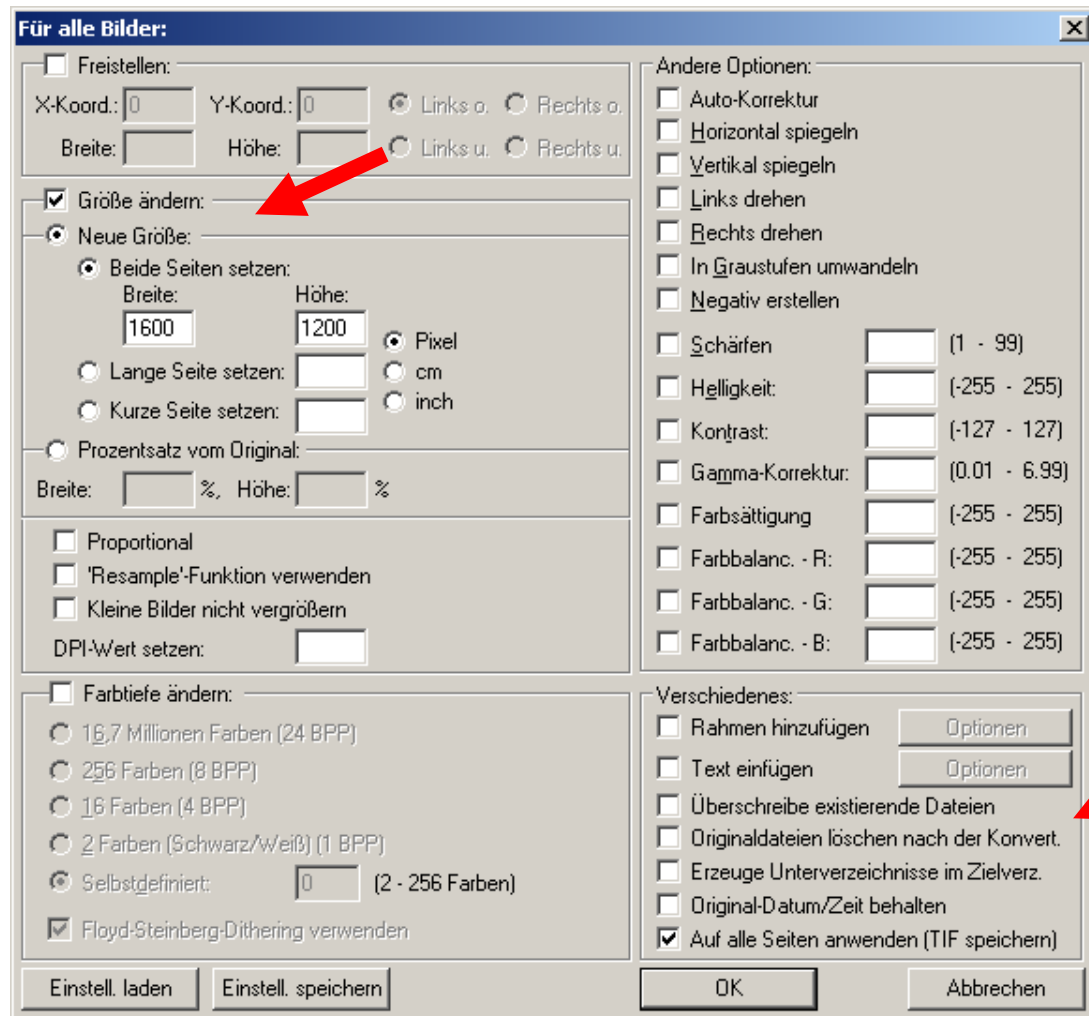 Für alle Bilder:
Freistellen:
X-Koord.: 0 Y-Koord.: 0 Links o. Rechts o.
Breite: Höhe: Links u. Rechts u.
Größe ändern:
Neue Größe:
Beide Seiten setzen:
Breite: Höhe:
1600 1200
Pixel
Lange Seite setzen: cm
Kurze Seite setzen: inch
Prozentsatz vom Original:
Breite: %, Höhe: %
Proportional
'Resample'-Funktion verwenden
Kleine Bilder nicht vergrößern
DPI-Wert setzen:
Farbtiefe ändern:
16,7 Millionen Farben (24 BPP)
256 Farben (8 BPP)
16 Farben (4 BPP)
2 Farben (Schwarz/Weiß) (1 BPP)
Selbstdefiniert: 0 (2 - 256 Farben)
Floyd-Steinberg-Dithering verwenden
Einstell. laden Einstell. speichern
Andere Optionen:
Auto-Korrektur
Horizontal spiegeln
Vertikal spiegeln
Links drehen
Rechts drehen
In Graustufen umwandeln
Negativ erstellen
Schärfen (1 - 99)
Helligkeit: (-255 - 255)
Kontrast: (-127 - 127)
Gamma-Korrektur: (0.01 - 6.99)
Farbsättigung (-255 - 255)
Farbbalanc. - R: (-255 - 255)
Farbbalanc. - G: (-255 - 255)
Farbbalanc. - B: (-255 - 255)
Verschiedenes:
Rahmen hinzufügen Optionen
Text einfügen Optionen
Überschreibe existierende Dateien
Originaldateien löschen nach der Konvert.
Erzeuge Unterverzeichnisse im Zielverz.
Original-Datum/Zeit behalten
Auf alle Seiten anwenden (TIF speichern)
OK Abbrechen